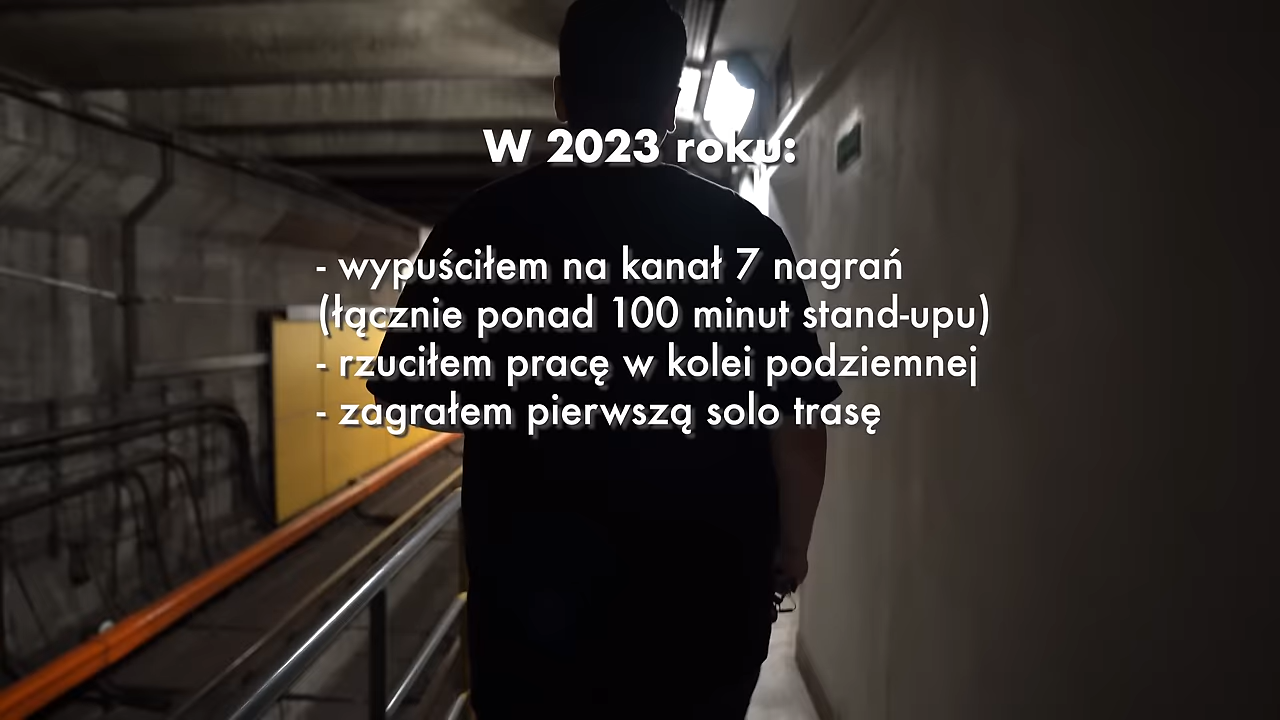 W 2023 roku:
- wypuściłem na kanał 7 nagrań
(łącznie ponad 100 minut stand-upu)
- rzuciłem pracę w kolei podziemnej
- zagrałem pierwszą solo trasę